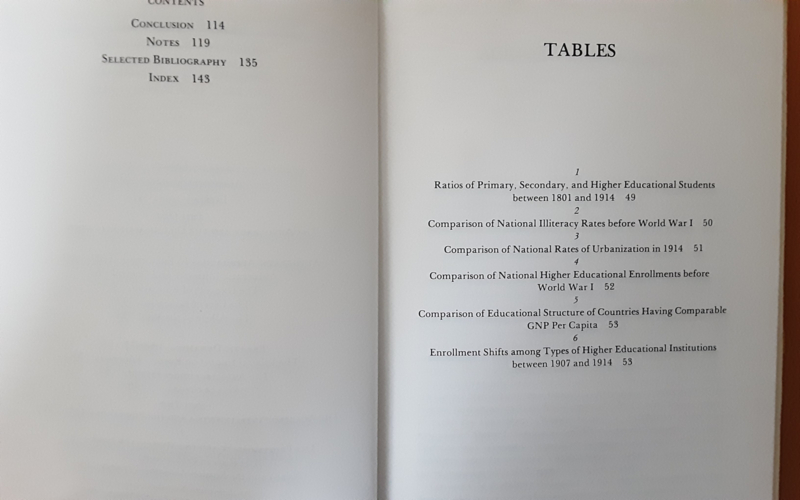 CONTENTS
CONCLUSION 114
NOTES 119
SELECTED BIBLIOGRAPHY 135
INDEX 143
TABLES
1
Ratios of Primary, Secondary, and Higher Educational Students
between 1801 and 1914 49
2
Comparison of National Illiteracy Rates before World War I 50
3
Comparison of National Rates of Urbanization in 1914 51
4
Comparison of National Higher Educational Enrollments before
World War I 52
5
Comparison of Educational Structure of Countries Having Comparable
GNP Per Capita 53
6
Enrollment Shifts among Types of Higher Educational Institutions
between 1907 and 1914 53